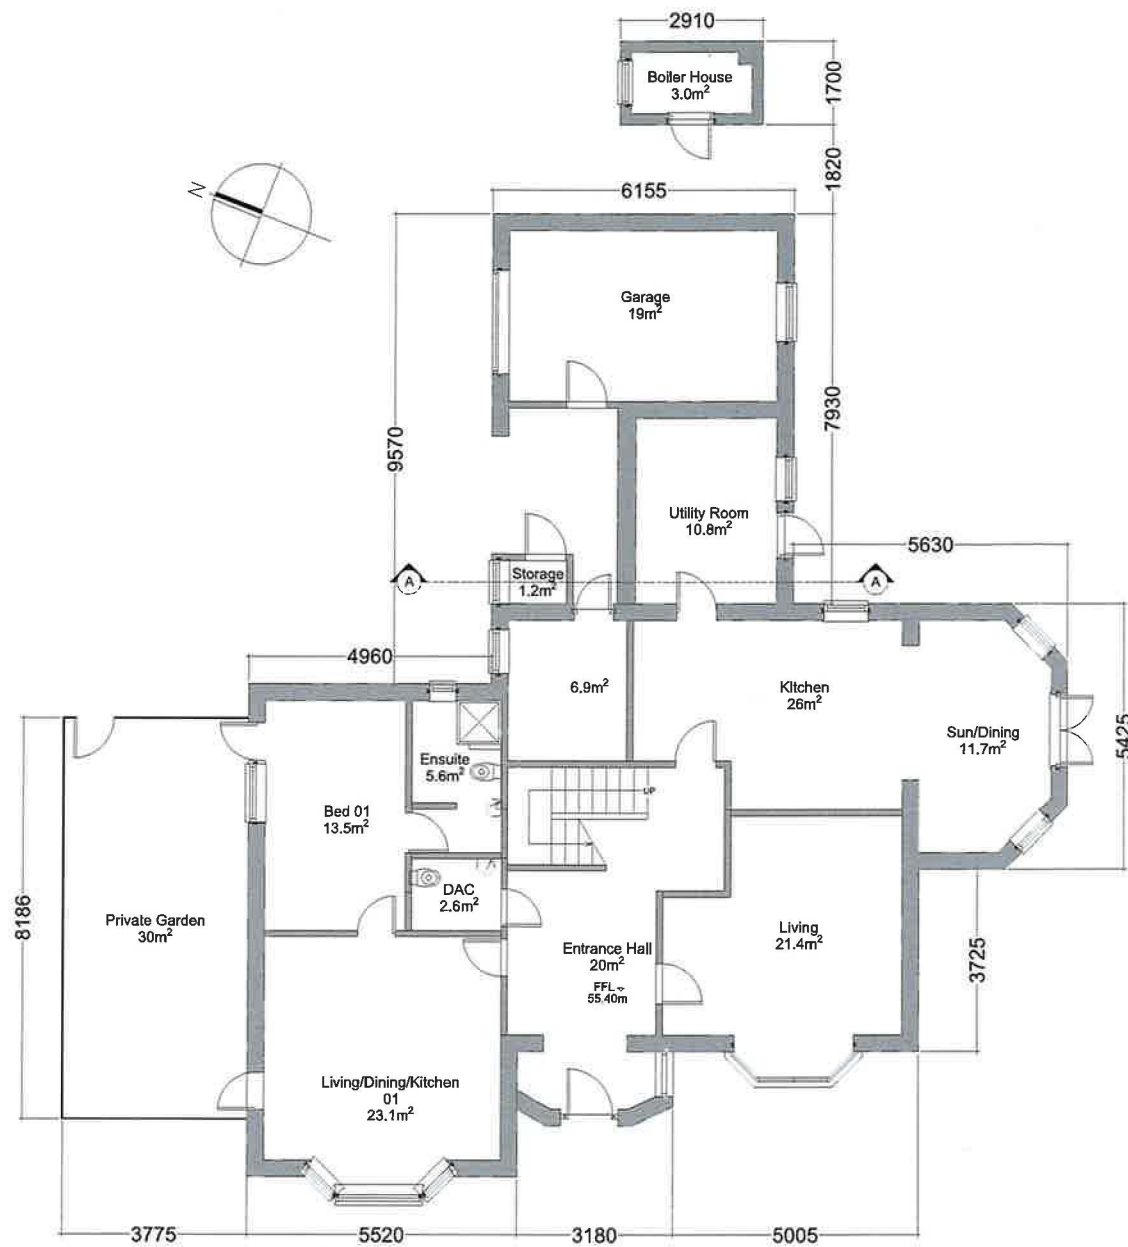 2910
Boiler House
3.0m²
1700
1820
N
6155
Garage
19m²
9570
7930
Utility Room
10.8m²
5630
Storage
1.2m²
A
A
4960
6.9m²
Kitchen
26m²
Sun/Dining
11.7m²
5425
Ensuite
5.6m²
UP
Bed 01
13.5m²
DAC
2.6m²
8186
Private Garden
30m²
Entrance Hall
20m²
FFL
55.40m
Living
21.4m²
3725
Living/Dining/Kitchen
01
23.1m²
3775
5520
3180
5005